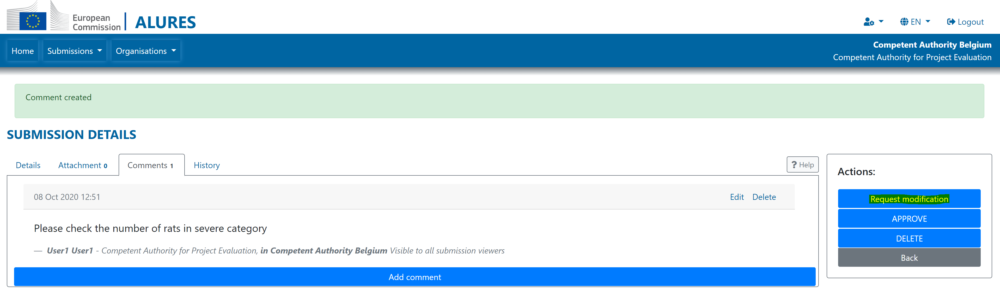 European
Commission
ALURES
EN
Logout
Home
Submissions
Organisations
Competent Authority Belgium
Competent Authority for Project Evaluation
Comment created
SUBMISSION DETAILS
Details
Attachment 0
Comments 1
History
? Help
Actions:
08 Oct 2020 12:51
Edit
Delete
Request modification
APPROVE
Please check the number of rats in severe category
DELETE
— User1 User1 - Competent Authority for Project Evaluation, in Competent Authority Belgium Visible to all submission viewers
Back
Add comment